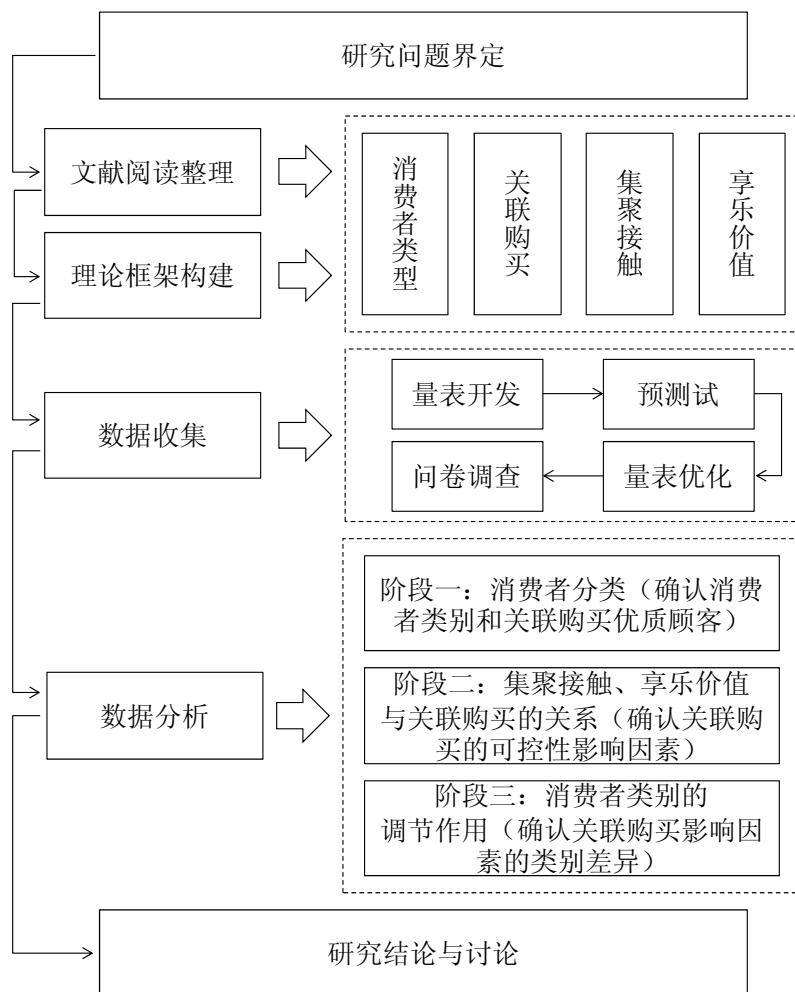 研究问题界定
文献阅读整理
消费者类型
关联购买
集聚接触
享乐价值
理论框架构建
数据收集
量表开发
预测试
问卷调查
量表优化
数据分析
阶段一：消费者分类（确认消费
者类别和关联购买优质顾客）
阶段二：集聚接触、享乐价值
与关联购买的关系（确认关联购
买的可控性影响因素）
阶段三：消费者类别的
调节作用（确认关联购买影响因
素的类别差异）
研究结论与讨论